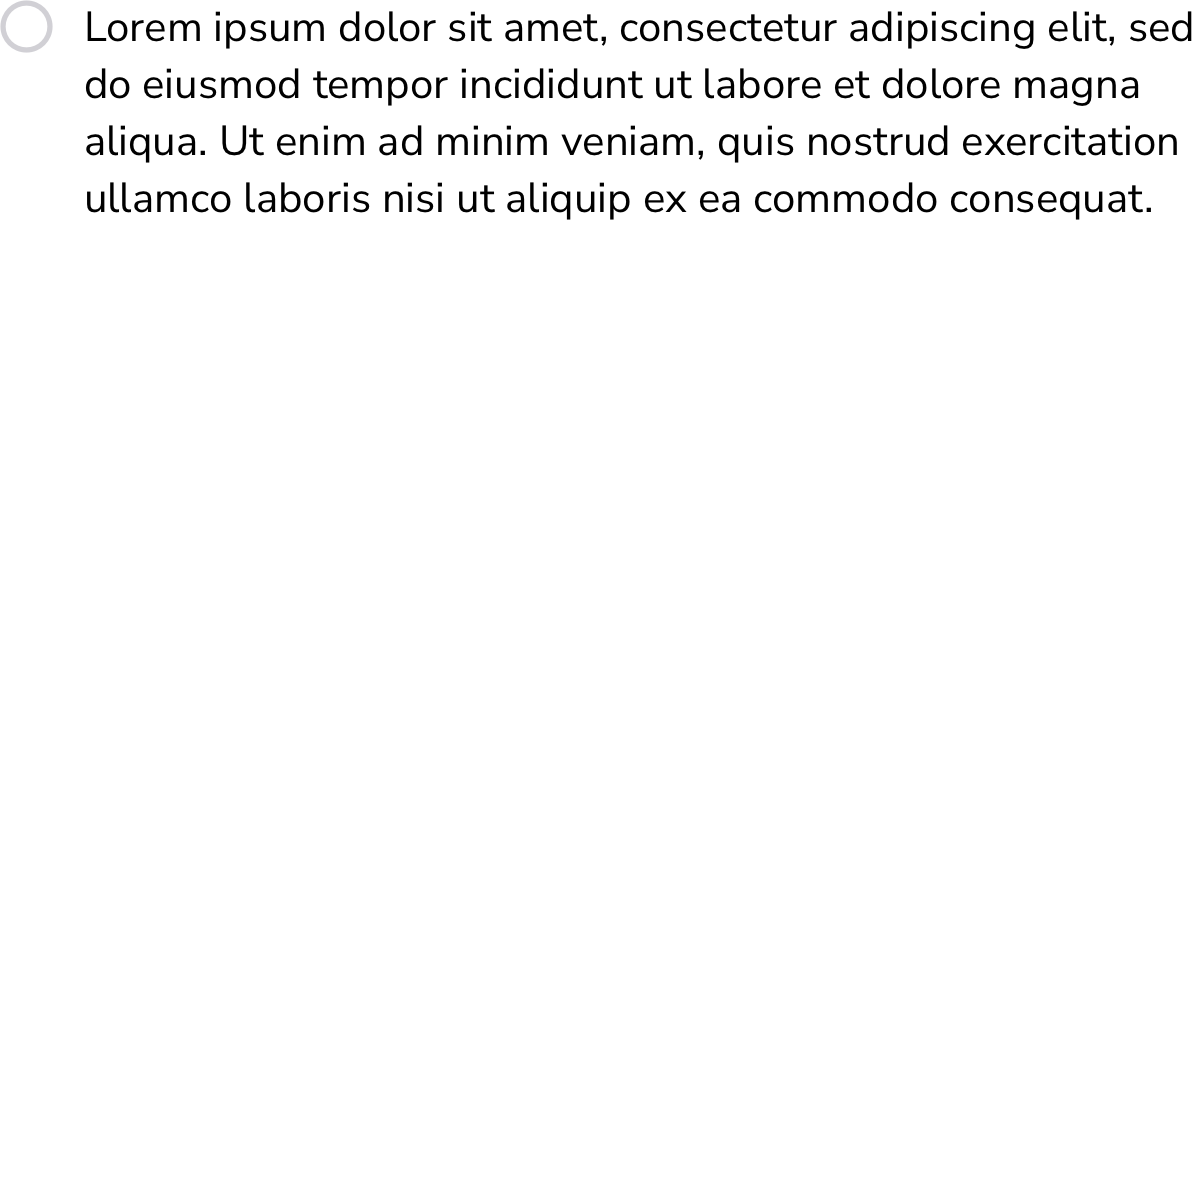 Lorem ipsum dolor sit amet, consectetur adipiscing elit, sed
do eiusmod tempor incididunt ut labore et dolore magna
aliqua. Ut enim ad minim veniam, quis nostrud exercitation
ullamco laboris nisi ut aliquip ex ea commodo consequat.